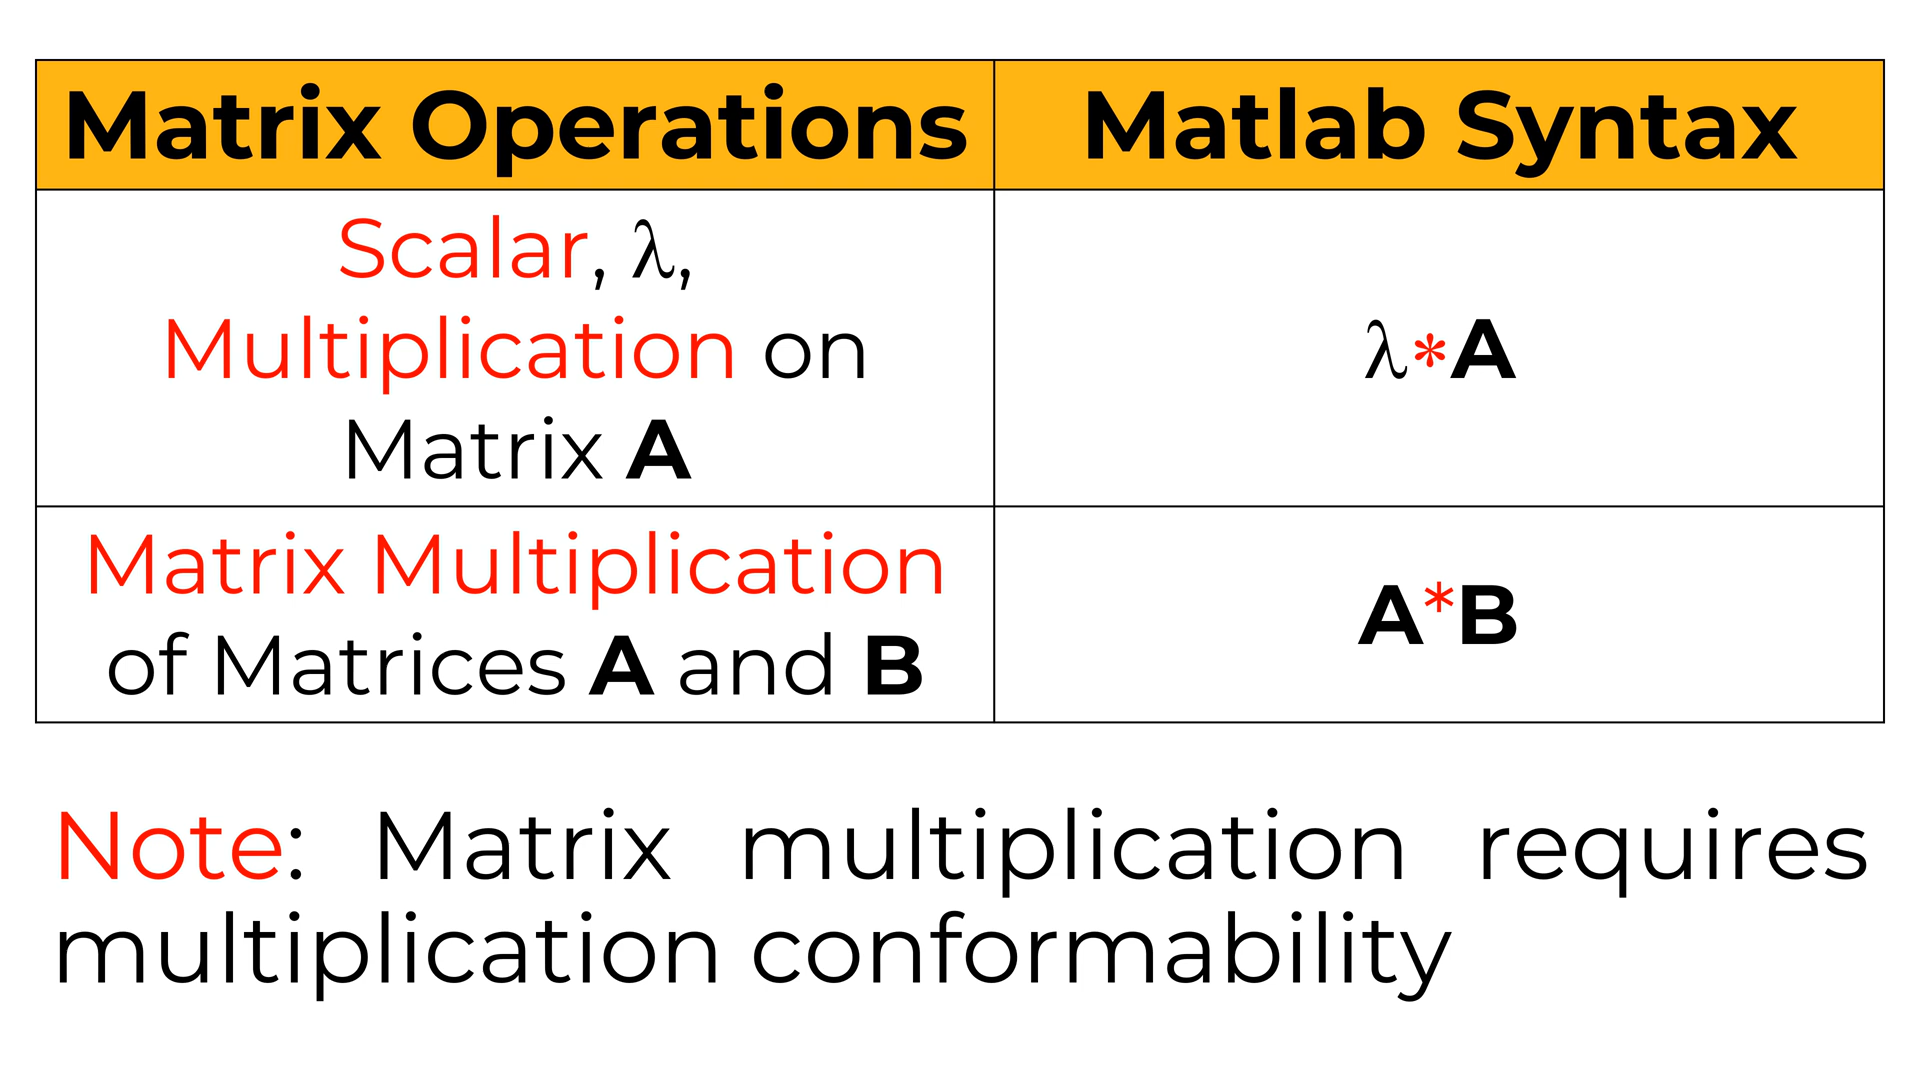 Matrix Operations
Matlab Syntax
Scalar, λ,
Multiplication on
Matrix A
λ*A
Matrix Multiplication
of Matrices A and B
A*B
Note: Matrix multiplication requires
multiplication conformability